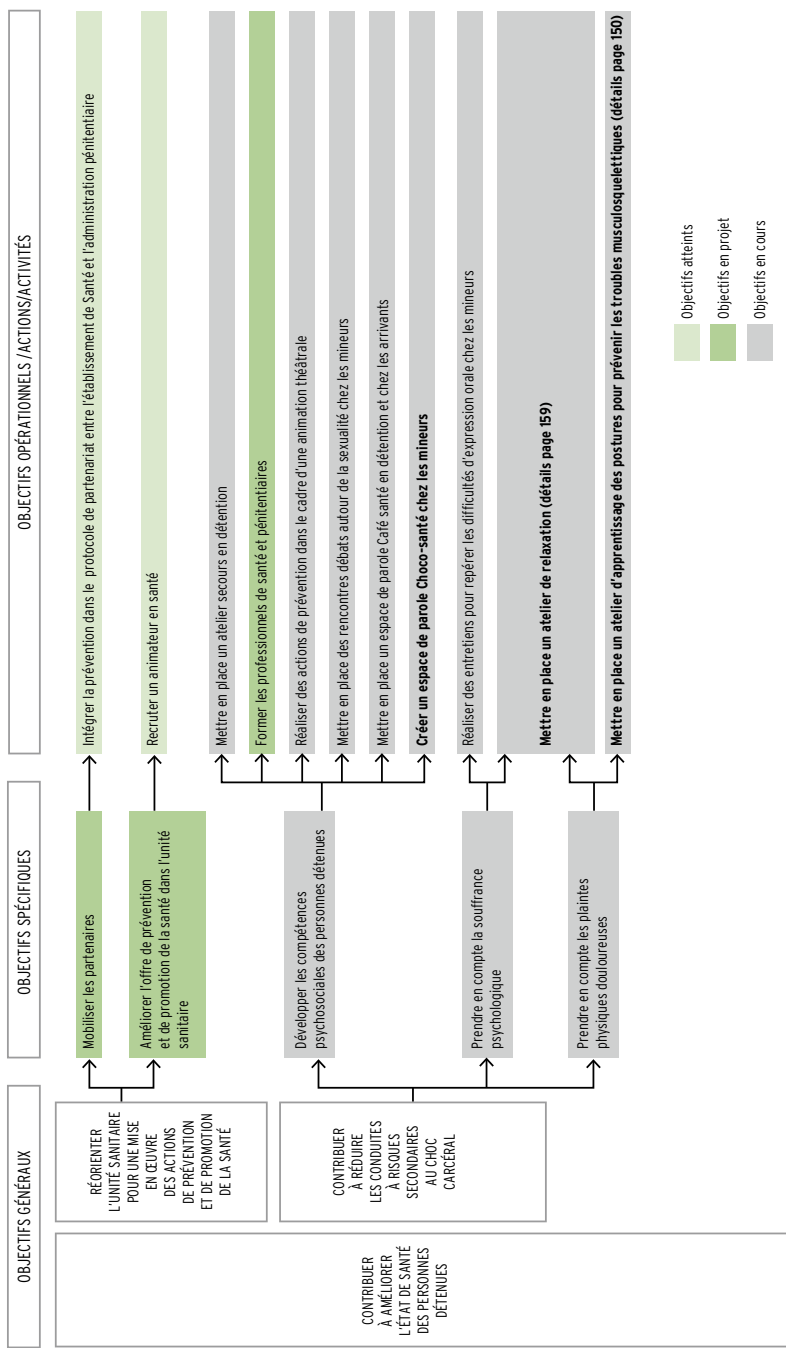 OBJECTIFS GÉNÉRAUX
OBJECTIFS SPÉCIFIQUES
OBJECTIFS OPÉRATIONNELS /ACTIONS/ACTIVITÉS
CONTRIBUER
À AMÉLIORER
L'ÉTAT DE SANTÉ
DES PERSONNES
DÉTENUES
RÉORIENTER
L'UNITÉ SANITAIRE
POUR UNE MISE
EN ŒUVRE
DES ACTIONS
DE PRÉVENTION
ET DE PROMOTION
DE LA SANTÉ
Mobiliser les partenaires
Intégrer la prévention dans le protocole de partenariat entre l'établissement de Santé et l'administration pénitentiaire
Améliorer l'offre de prévention
et de promotion de la santé dans l'unité
sanitaire
Recruter un animateur en santé
CONTRIBUER
À RÉDUIRE
LES CONDUITES
À RISQUES
SECONDAIRES
AU CHOC
CARCÉRAL
Développer les compétences
psychosociales des personnes détenues
Mettre en place un atelier secours en détention
Former les professionnels de santé et pénitentiaires
Réaliser des actions de prévention dans le cadre d'une animation théâtrale
Mettre en place des rencontres débats autour de la sexualité chez les mineurs
Mettre en place un espace de parole Café santé en détention et chez les arrivants
Créer un espace de parole Choco-santé chez les mineurs
Prendre en compte la souffrance
psychologique
Réaliser des entretiens pour repérer les difficultés d'expression orale chez les mineurs
Mettre en place un atelier de relaxation (détails page 159)
Prendre en compte les plaintes
physiques douloureuses
Mettre en place un atelier d'apprentissage des postures pour prévenir les troubles musculosquelettiques (détails page 150)
Objectifs atteints
Objectifs en projet
Objectifs en cours